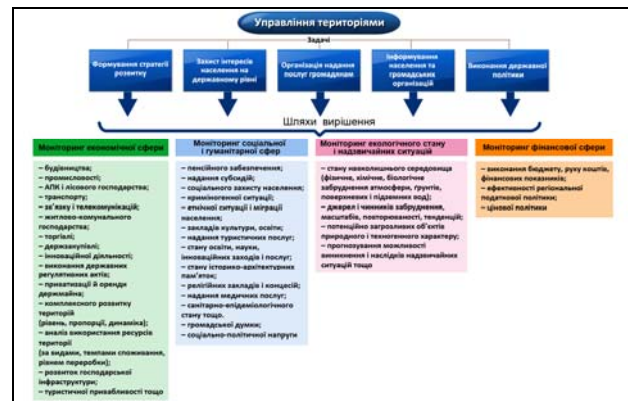 Управління територіями
Задачі
Формування стратегії
розвитку
Захист інтересів
населення на
державному рівні
Організація надання
послуг громадянам
Інформування
населення та
громадських
організацій
Виконання державної
політики
Шляхи вирішення
Моніторинг економічної сфери
– будівництва;
– промисловості;
– АПК і лісового господарства;
– транспорту;
– зв'язку і телекомунікацій;
– житлово-комунального
господарства;
– торгівлі;
– держзакупівлі;
– інноваційної діяльності;
– виконання державних
регулятивних актів;
– приватизації й оренди
держмайна;
– комплексного розвитку
територій
(рівень, пропорції, динаміка);
– аналіз використання ресурсів
території
(за видами, темпами споживання,
рівнем переробки);
– розвиток господарської
інфраструктури;
– туристичної привабливості тощо
Моніторинг соціальної
і гуманітарної сфер
– пенсійного забезпечення;
– надання субсидій;
– соціального захисту населення;
– криміногенної ситуації;
– етнічної ситуації і міграції
населення;
– закладів культури, освіти;
– надання туристичних послуг;
– стану освіти, науки,
інноваційних заходів і послуг;
– стану історико-архітектурних
пам'яток;
– релігійних закладів і концесій;
– надання медичних послуг;
– санітарно-епідеміологічного
стану тощо.
– громадської думки;
– соціально-політичної напруги
Моніторинг екологічного стану
і надзвичайних ситуацій
– стану навколишнього середовища
(фізичне, хімічне, біологічне
забруднення атмосфери, ґрунтів,
поверхневих і підземних вод);
– джерел і чинників забруднення,
масштабів, повторюваності, тенденцій;
– потенційно загрозливих об'єктів
природного і техногенного характеру;
– прогнозування можливості
виникнення і наслідків надзвичайних
ситуацій тощо
Моніторинг фінансової сфери
– виконання бюджету, руху коштів,
фінансових показників;
– ефективності регіональної
податкової політики;
– цінової політики